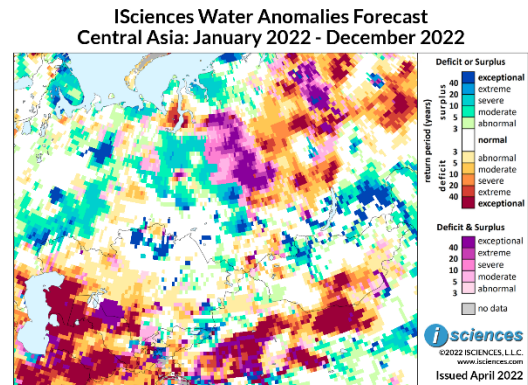 ISciences Water Anomalies Forecast
Central Asia: January 2022 - December 2022
Deficit or Surplus
return period (years)
surplus
40 exceptional
20 extreme
10 severe
5 moderate
3 abnormal
normal
deficit
3 abnormal
5 moderate
10 severe
20 extreme
40 exceptional
Deficit & Surplus
40 exceptional
20 extreme
10 severe
5 moderate
3 abnormal
no data
isciences
©2022 ISCIENCES, L.L.C.
www.isciences.com
Issued April 2022